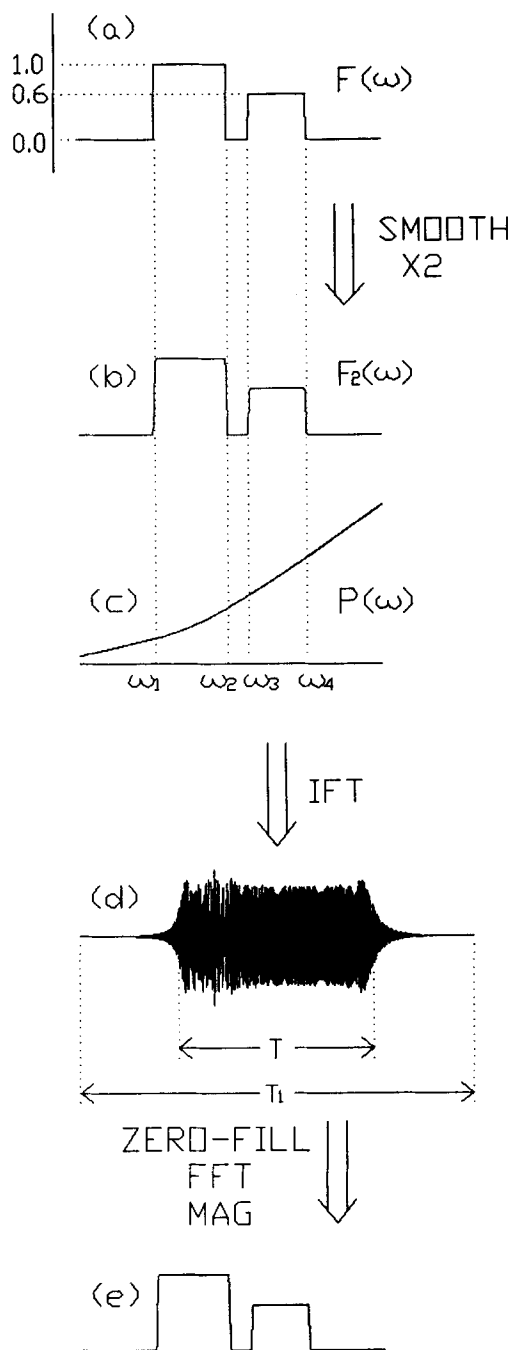 (a)
1.0
0.6
0.0
F(ω)
SMOOTH
X2
(b)
F₂(ω)
(c)
P(ω)
ω₁ ω₂ ω₃ ω₄
IFT
(d)
T
T₁
ZERO-FILL
FFT
MAG
(e)